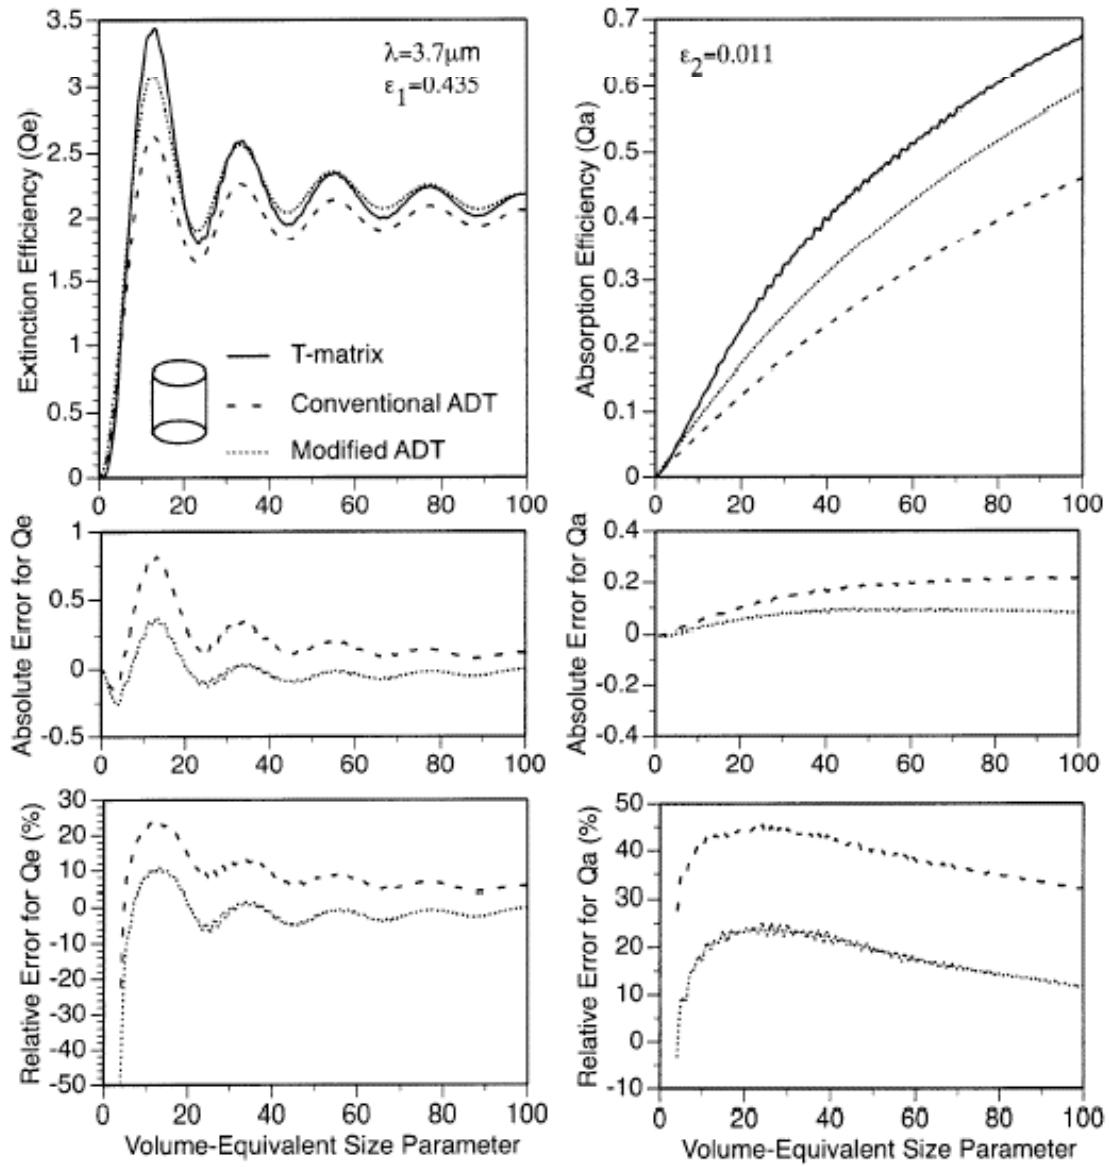 Extinction Efficiency (Qe)
3.5
3
2.5
2
1.5
1
0.5
0
λ=3.7μm
ε1=0.435
T-matrix
Conventional ADT
Modified ADT
0 20 40 60 80 100
Absorption Efficiency (Qa)
0.7
0.6
0.5
0.4
0.3
0.2
0.1
0
ε2=0.011
0 20 40 60 80 100
Absolute Error for Qe
1
0.5
0
-0.5
0 20 40 60 80 100
Absolute Error for Qa
0.4
0.2
0
-0.2
-0.4
0 20 40 60 80 100
Relative Error for Qe (%)
30
20
10
0
-10
-20
-30
-40
-50
0 20 40 60 80 100
Volume-Equivalent Size Parameter
Relative Error for Qa (%)
50
40
30
20
10
0
-10
0 20 40 60 80 100
Volume-Equivalent Size Parameter